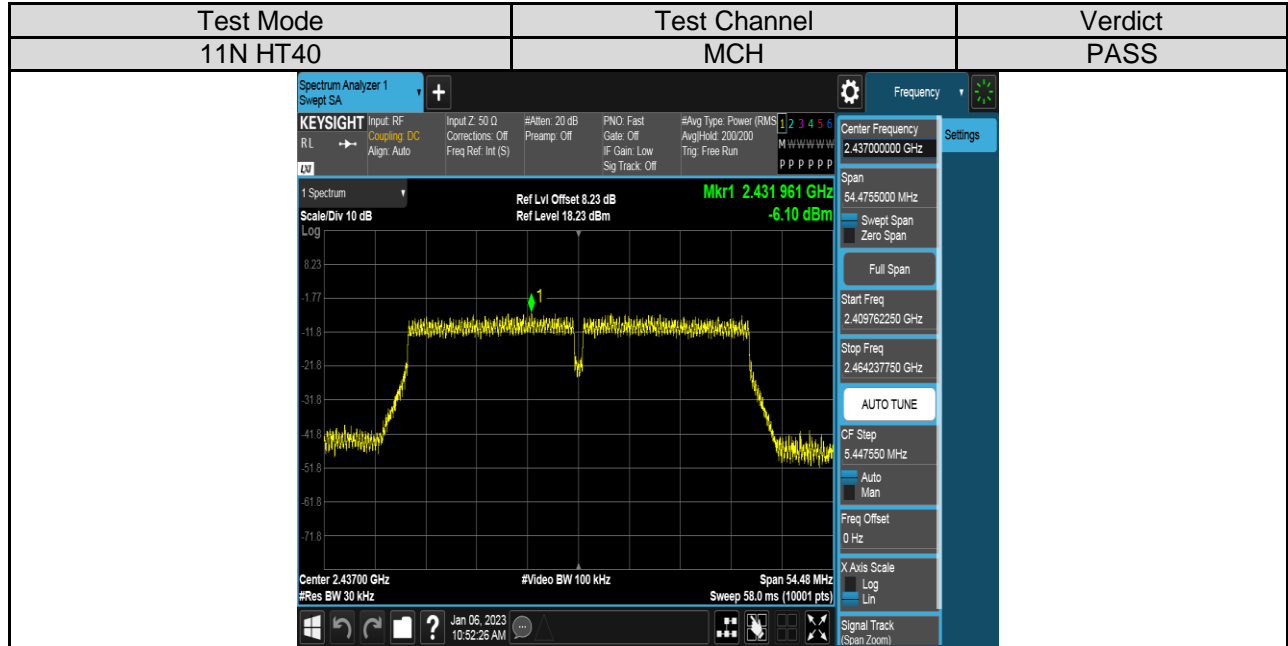 Test Mode Test Channel Verdict
11N HT40 MCH PASS
Spectrum Analyzer 1
Swept SA
+
Frequency
KEYSIGHT Input: RF Input Z: 50 Ω #Atten: 20 dB PNO: Fast #Avg Type: Power (RMS 1 2 3 4 5 6
RL Coupling: DC Corrections: Off Preamp: Off Gate: Off Avg|Hold: 200/200 M W W W W W
Align: Auto Freq Ref: Int (S) IF Gain: Low Trig: Free Run
LXI Sig Track: Off P P P P P P
Center Frequency
2.437000000 GHz
Settings
Span
54.4755000 MHz
Swept Span
Zero Span
Full Span
Start Freq
2.409762250 GHz
Stop Freq
2.464237750 GHz
AUTO TUNE
CF Step
5.447550 MHz
Auto
Man
Freq Offset
0 Hz
X Axis Scale
Log
Lin
Signal Track
(Span Zoom)
1 Spectrum
Ref Lvl Offset 8.23 dB Mkr1 2.431 961 GHz
Scale/Div 10 dB Ref Level 18.23 dBm -6.10 dBm
Log
8.23
-1.77
1
-11.8
-21.8
-31.8
-41.8
-51.8
-61.8
-71.8
Center 2.43700 GHz #Video BW 100 kHz Span 54.48 MHz
#Res BW 30 kHz Sweep 58.0 ms (10001 pts)
? Jan 06, 2023
10:52:26 AM